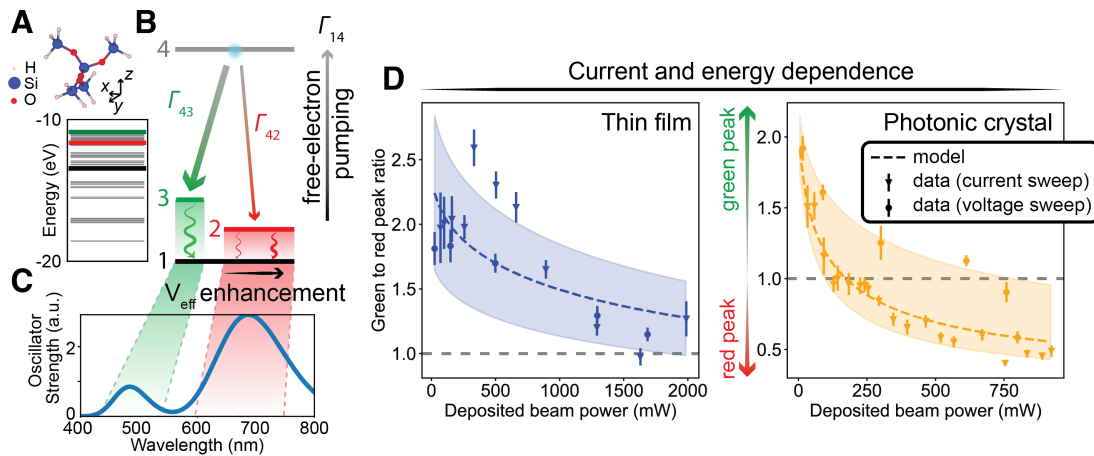 A
H
Si
O
z
x
y
-10
-20
Energy (eV)
B
4
Γ14
Γ43
Γ42
free-electron
pumping
3
2
1
Veff enhancement
C
Oscillator
Strength (a.u.)
2
0
400
500
600
700
800
Wavelength (nm)
D
Current and energy dependence
Thin film
Green to red peak ratio
2.5
2.0
1.5
1.0
0
500
1000
1500
2000
Deposited beam power (mW)
green peak
red peak
Photonic crystal
model
data (current sweep)
data (voltage sweep)
2.0
1.5
1.0
0.5
0
250
500
750
Deposited beam power (mW)